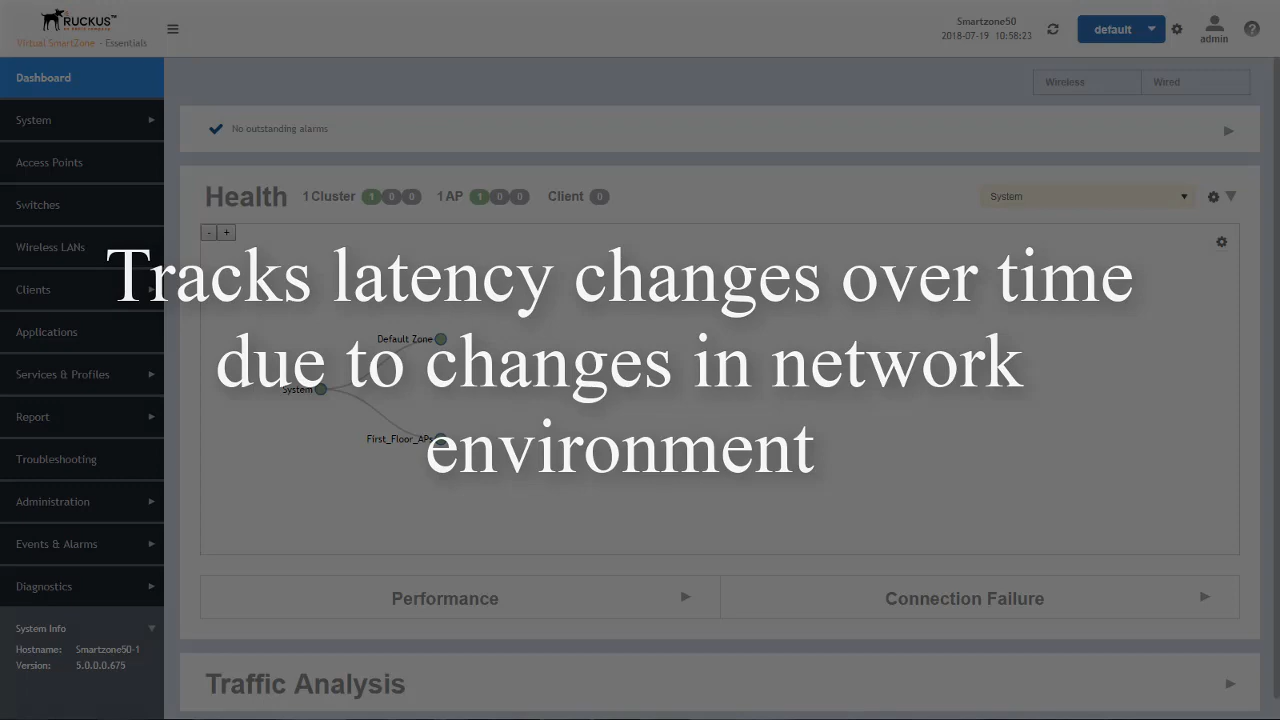 RUCKUS™
Virtual SmartZone - Essentials
Smartzone50
2018-07-19 10:58:23
default
admin
Dashboard
System
Access Points
Switches
Wireless LANs
Clients
Applications
Services & Profiles
Report
Troubleshooting
Administration
Events & Alarms
Diagnostics
System Info
Hostname: Smartzone50-1
Version: 5.0.0.0.675
Wireless
Wired
No outstanding alarms
Health 1 Cluster 1 0 0 1 AP 1 0 0 Client 0
System
- +
Default Zone
System
First_Floor_APs
Tracks latency changes over time
due to changes in network
environment
Performance
Connection Failure
Traffic Analysis